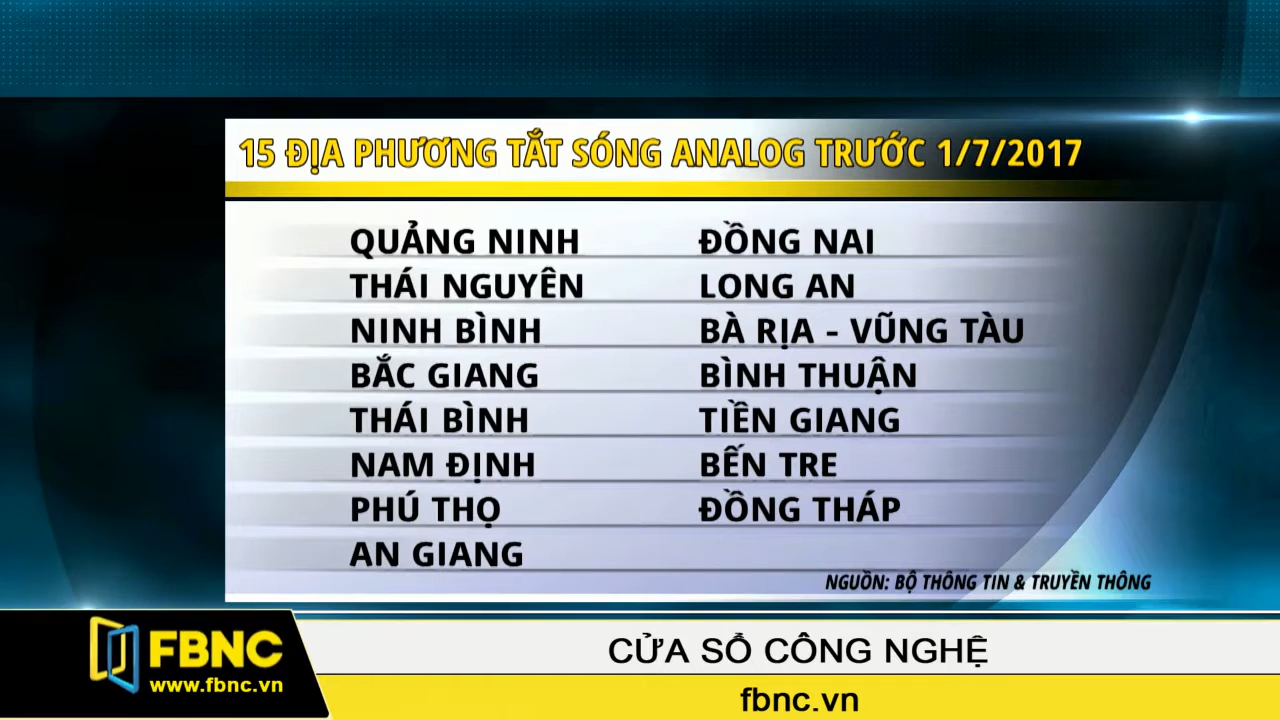 15 ĐỊA PHƯƠNG TẮT SÓNG ANALOG TRƯỚC 1/7/2017
QUẢNG NINH
THÁI NGUYÊN
NINH BÌNH
BẮC GIANG
THÁI BÌNH
NAM ĐỊNH
PHÚ THỌ
AN GIANG
ĐỒNG NAI
LONG AN
BÀ RỊA - VŨNG TÀU
BÌNH THUẬN
TIỀN GIANG
BẾN TRE
ĐỒNG THÁP
NGUỒN: BỘ THÔNG TIN & TRUYỀN THÔNG
FBNC
www.fbnc.vn
CỬA SỔ CÔNG NGHỆ
fbnc.vn